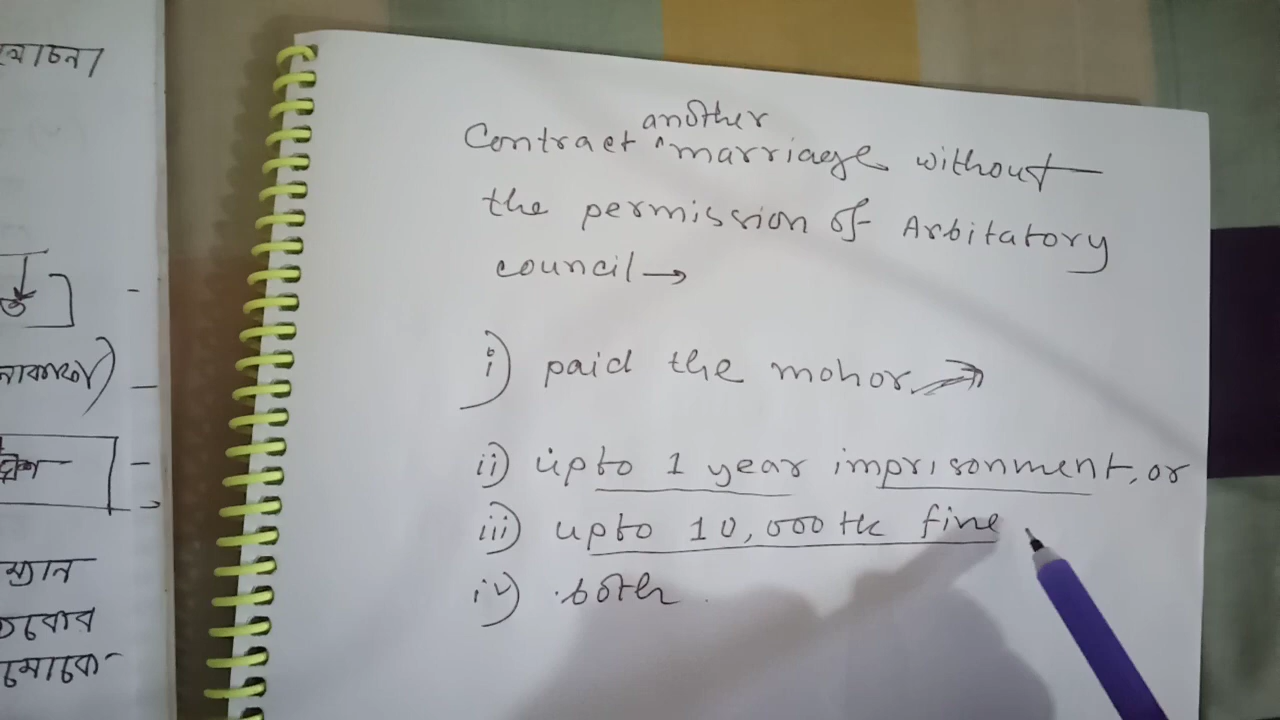 another
Contract ^ marriage without
the permission of Arbitatory
council →
i) paid the mohor →
ii) upto 1 year imprisonment, or
iii) upto 10,000 tk fine
iv) both.